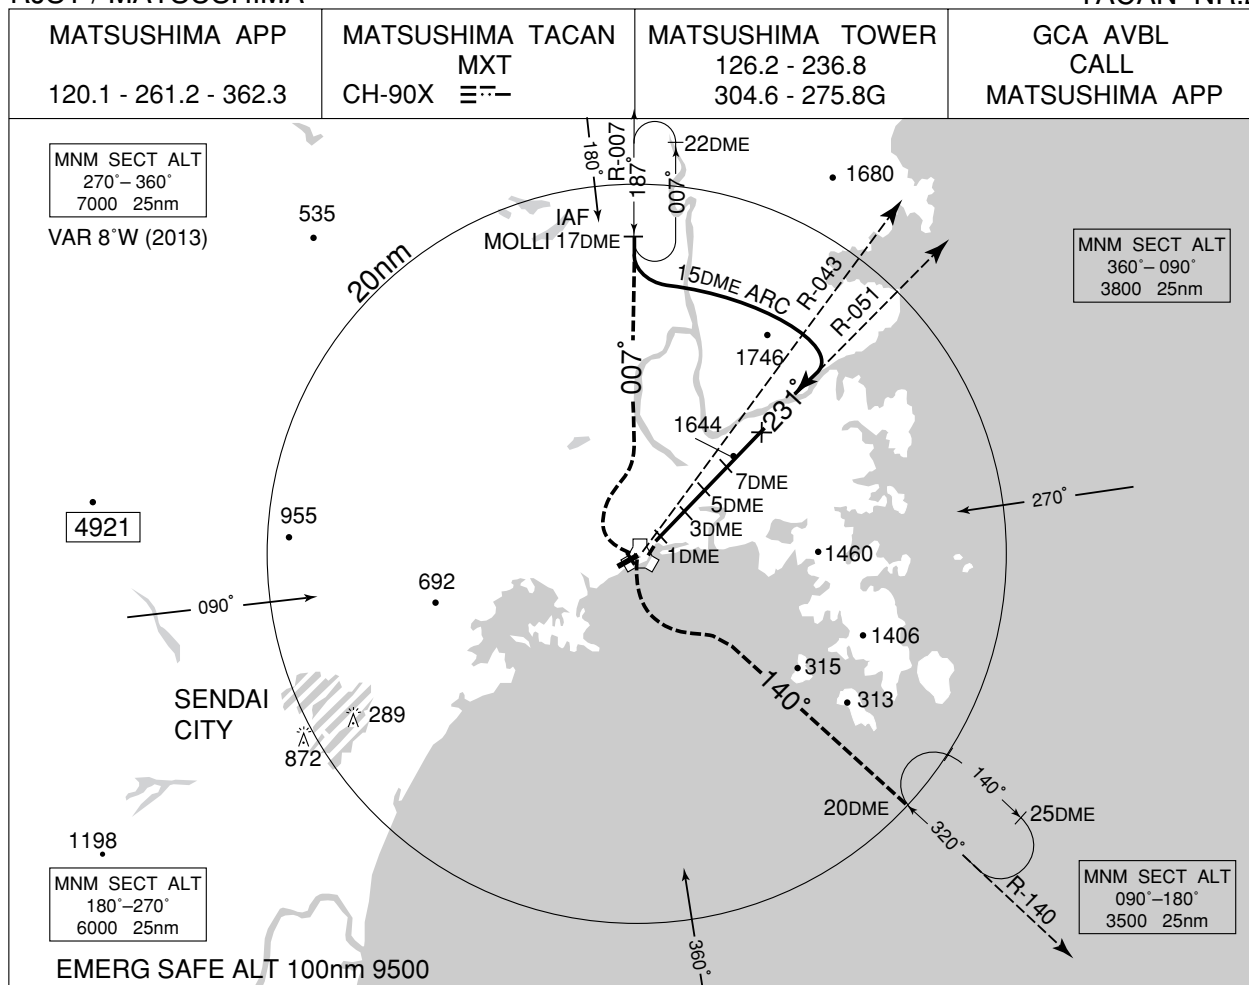 MATSUSHIMA APP
120.1 - 261.2 - 362.3
MATSUSHIMA TACAN
MXT
CH-90X
MATSUSHIMA TOWER
126.2 - 236.8
304.6 - 275.8G
GCA AVBL
CALL
MATSUSHIMA APP
MNM SECT ALT
270°–360°
7000 25nm
VAR 8°W (2013)
535
180°
R-007
187°
007°
22DME
1680
IAF
MOLLI 17DME
20nm
15DME ARC
R-043
R-051
MNM SECT ALT
360°–090°
3800 25nm
1746
007°
231°
1644
7DME
5DME
3DME
1DME
270°
4921
955
692
090°
1460
1406
315
313
140°
SENDAI
CITY
289
872
140°
20DME
25DME
320°
R-140
1198
MNM SECT ALT
180°–270°
6000 25nm
MNM SECT ALT
090°–180°
3500 25nm
360°
EMERG SAFE ALT 100nm 9500